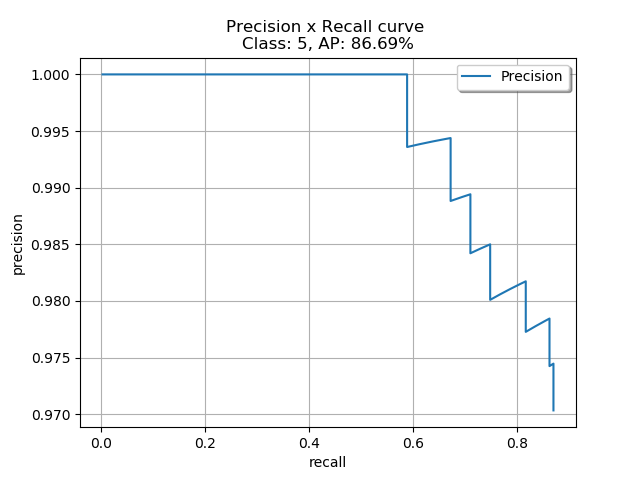 Precision x Recall curve
Class: 5, AP: 86.69%
Precision
1.000
0.995
0.990
0.985
0.980
0.975
0.970
precision
0.0 0.2 0.4 0.6 0.8
recall